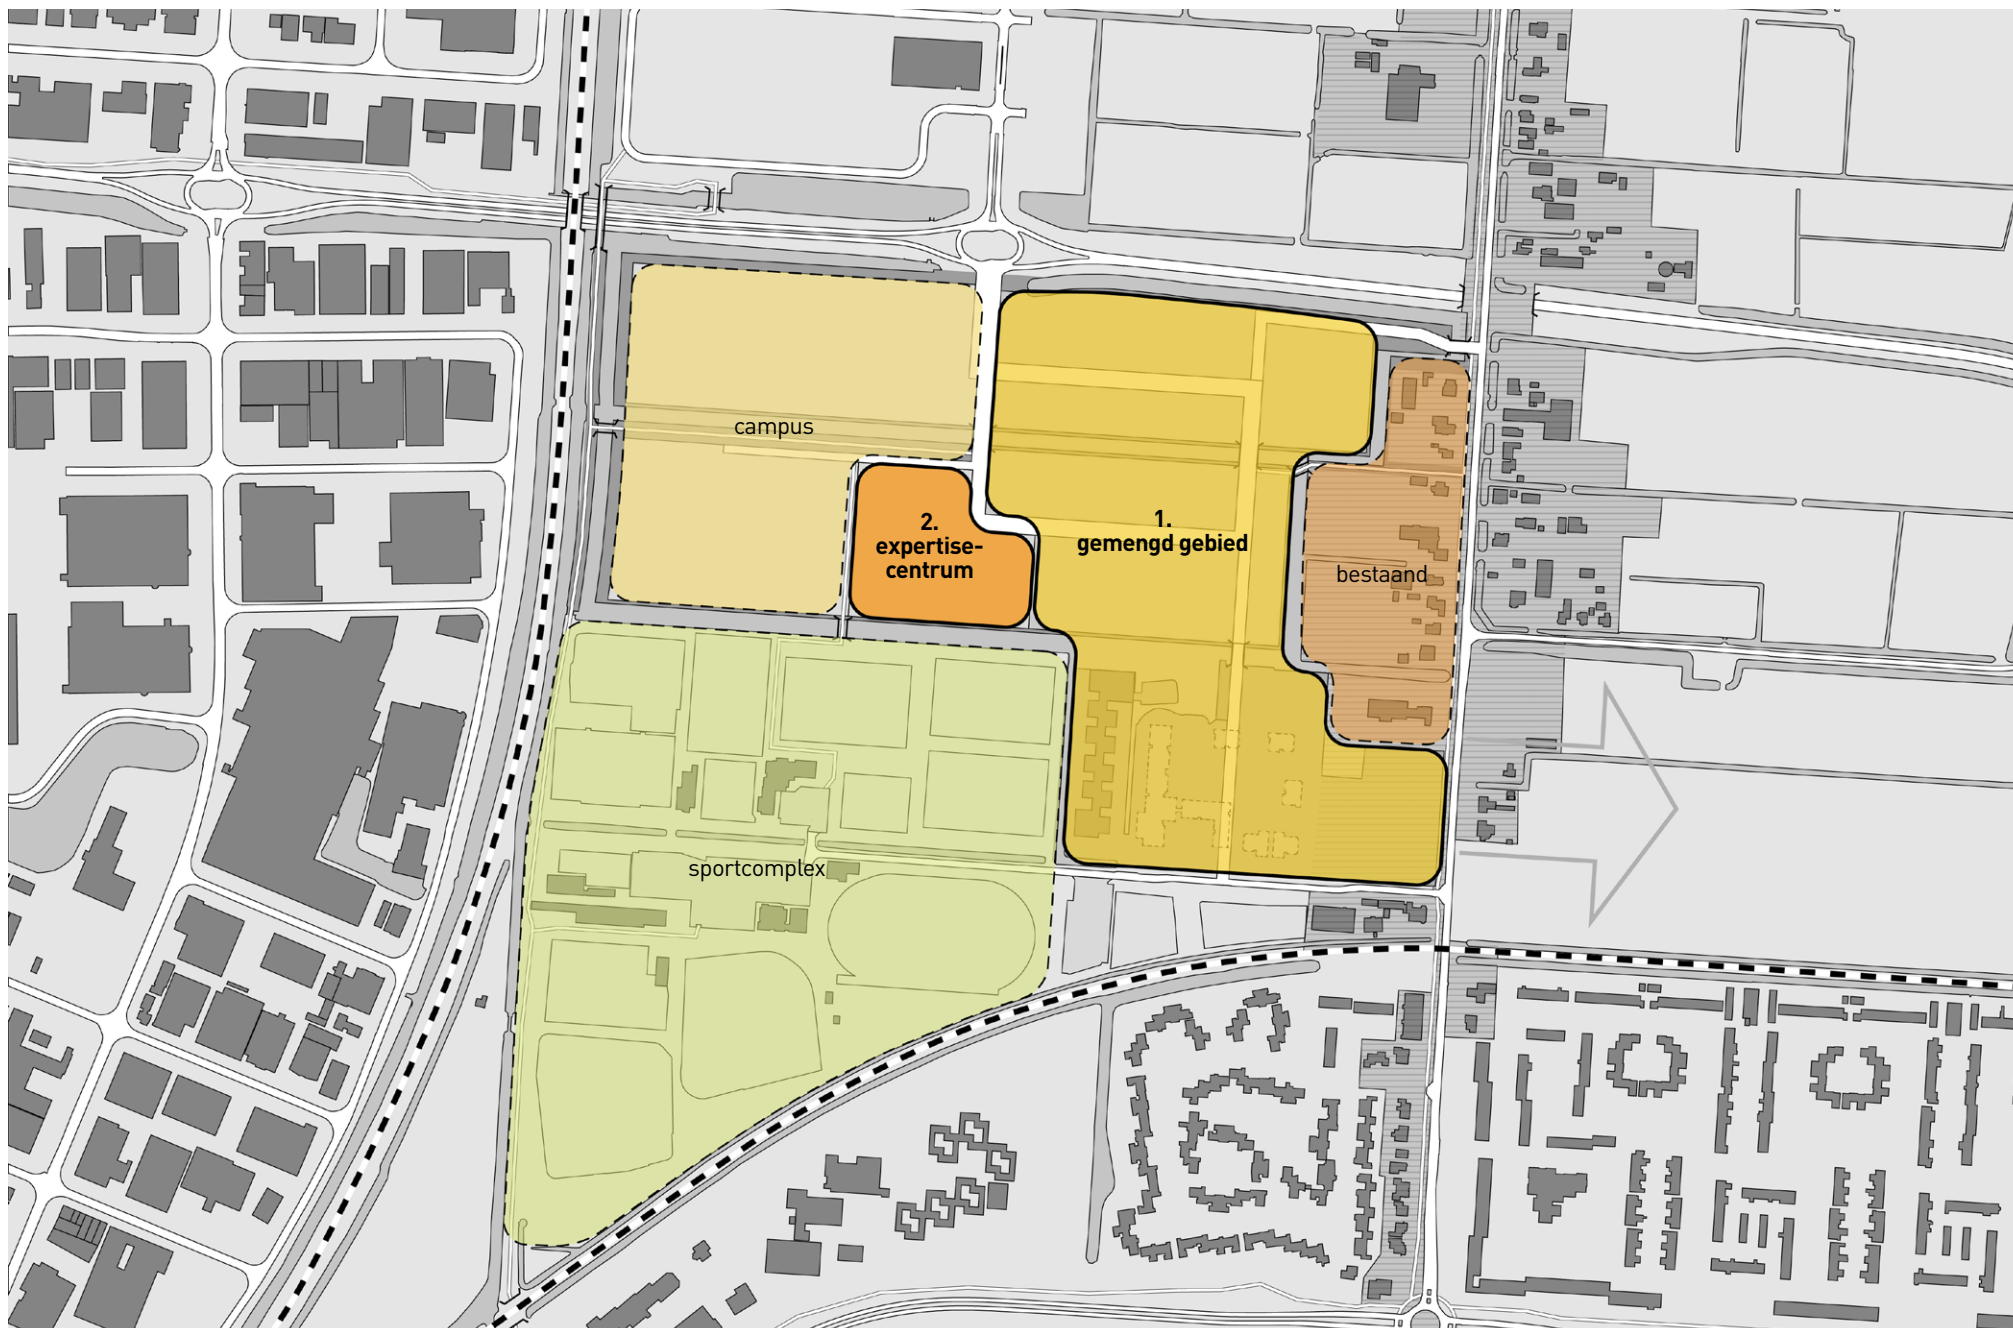 campus
2.
expertise-
centrum
1.
gemengd gebied
bestaand
sportcomplex